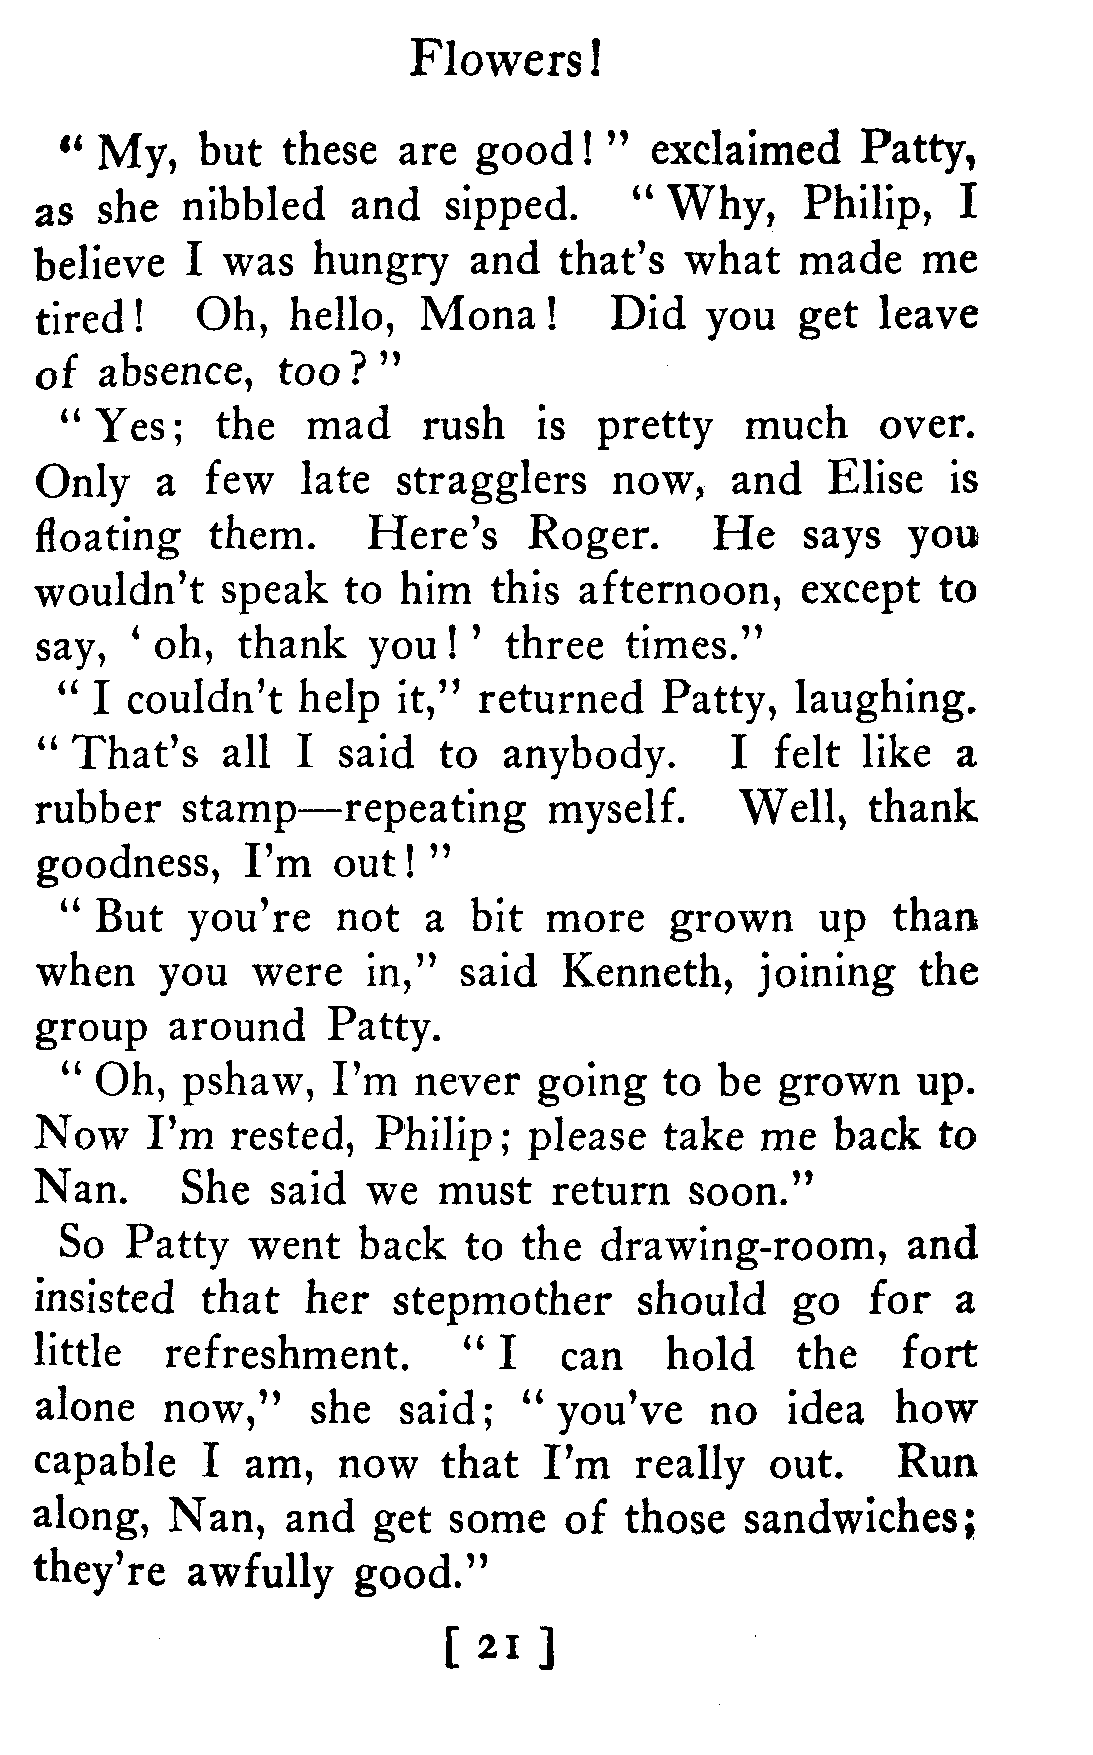 Flowers!
“ My, but these are good! ” exclaimed Patty,
as she nibbled and sipped. “ Why, Philip, I
believe I was hungry and that’s what made me
tired! Oh, hello, Mona! Did you get leave
of absence, too? ”
“ Yes; the mad rush is pretty much over.
Only a few late stragglers now, and Elise is
floating them. Here’s Roger. He says you
wouldn’t speak to him this afternoon, except to
say, ‘ oh, thank you! ’ three times.”
“ I couldn’t help it,” returned Patty, laughing.
“ That’s all I said to anybody. I felt like a
rubber stamp—repeating myself. Well, thank
goodness, I’m out! ”
“ But you’re not a bit more grown up than
when you were in,” said Kenneth, joining the
group around Patty.
“ Oh, pshaw, I’m never going to be grown up.
Now I’m rested, Philip; please take me back to
Nan. She said we must return soon.”
So Patty went back to the drawing-room, and
insisted that her stepmother should go for a
little refreshment. “ I can hold the fort
alone now,” she said; “ you’ve no idea how
capable I am, now that I’m really out. Run
along, Nan, and get some of those sandwiches;
they’re awfully good.”
[ 21 ]